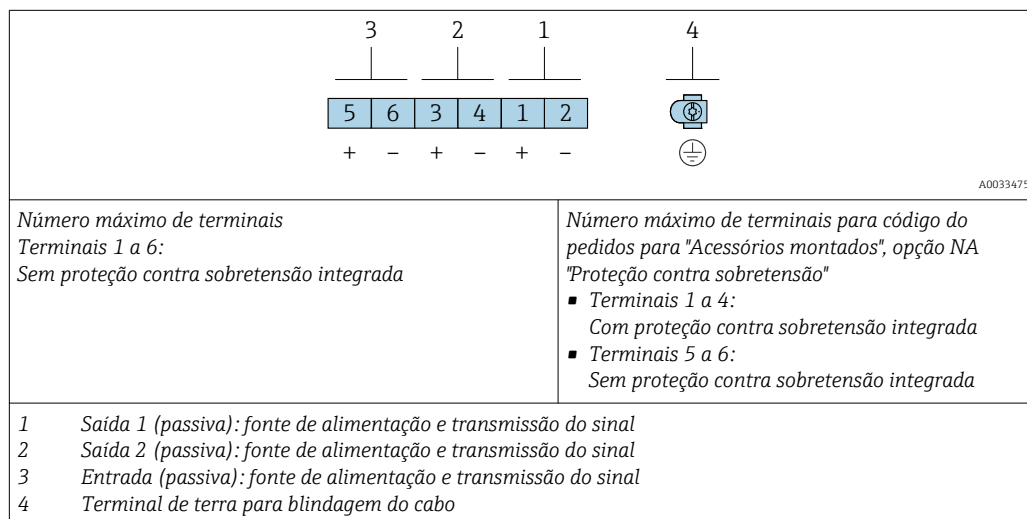 3 2 1 4
5 6 3 4 1 2
+ – + – + –
A0033475
Número máximo de terminais
Terminais 1 a 6:
Sem proteção contra sobretensão integrada
Número máximo de terminais para código do
pedidos para "Acessórios montados", opção NA
"Proteção contra sobretensão"
▪ Terminais 1 a 4:
Com proteção contra sobretensão integrada
▪ Terminais 5 a 6:
Sem proteção contra sobretensão integrada
1 Saída 1 (passiva): fonte de alimentação e transmissão do sinal
2 Saída 2 (passiva): fonte de alimentação e transmissão do sinal
3 Entrada (passiva): fonte de alimentação e transmissão do sinal
4 Terminal de terra para blindagem do cabo